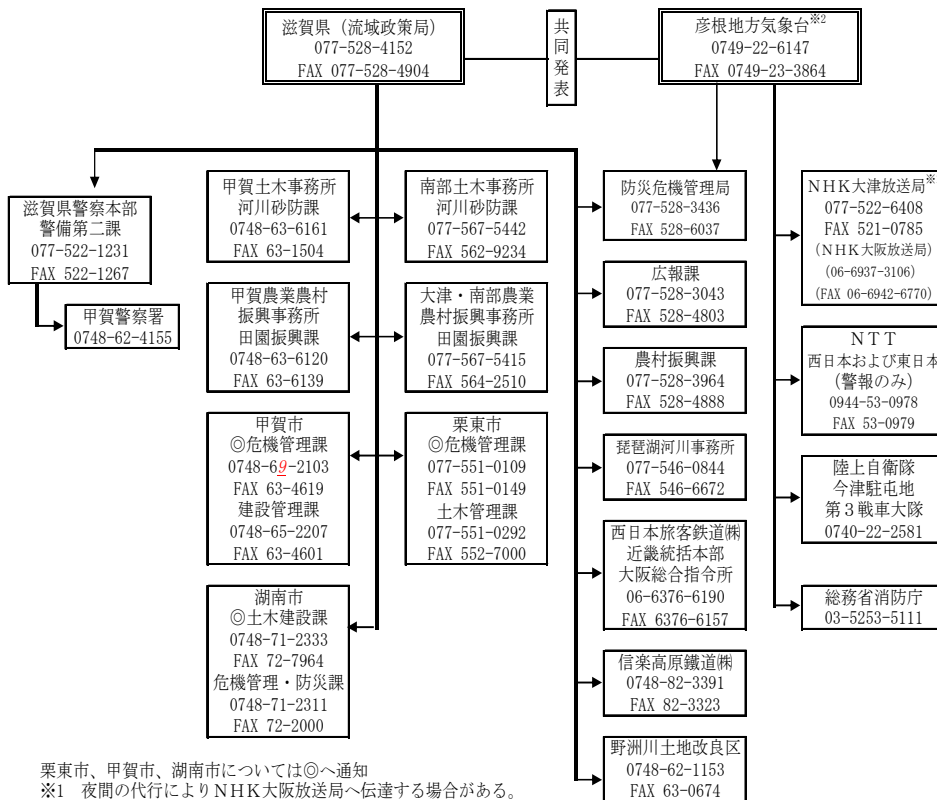 滋賀県（流域政策局）
077-528-4152
FAX 077-528-4904
共同発表
彦根地方気象台※2
0749-22-6147
FAX 0749-23-3864
滋賀県警察本部
警備第二課
077-522-1231
FAX 522-1267
甲賀警察署
0748-62-4155
甲賀土木事務所
河川砂防課
0748-63-6161
FAX 63-1504
南部土木事務所
河川砂防課
077-567-5442
FAX 562-9234
甲賀農業農村
振興事務所
田園振興課
0748-63-6120
FAX 63-6139
大津・南部農業
農村振興事務所
田園振興課
077-567-5415
FAX 564-2510
甲賀市
◎危機管理課
0748-69-2103
FAX 63-4619
建設管理課
0748-65-2207
FAX 63-4601
栗東市
◎危機管理課
077-551-0109
FAX 551-0149
土木管理課
077-551-0292
FAX 552-7000
湖南市
◎土木建設課
0748-71-2333
FAX 72-7964
危機管理・防災課
0748-71-2311
FAX 72-2000
防災危機管理局
077-528-3436
FAX 528-6037
広報課
077-528-3043
FAX 528-4803
農村振興課
077-528-3964
FAX 528-4888
琵琶湖河川事務所
077-546-0844
FAX 546-6672
西日本旅客鉄道㈱
近畿統括本部
大阪総合指令所
06-6376-6190
FAX 6376-6157
信楽高原鐵道㈱
0748-82-3391
FAX 82-3323
野洲川土地改良区
0748-62-1153
FAX 63-0674
NHK大津放送局※
077-522-6408
FAX 521-0785
(NHK大阪放送局)
(06-6937-3106)
(FAX 06-6942-6770)
NTT
西日本および東日本
(警報のみ)
0944-53-0978
FAX 53-0979
陸上自衛隊
今津駐屯地
第３戦車大隊
0740-22-2581
総務省消防庁
03-5253-5111
栗東市、甲賀市、湖南市については◎へ通知
※1 夜間の代行によりNHK大阪放送局へ伝達する場合がある。